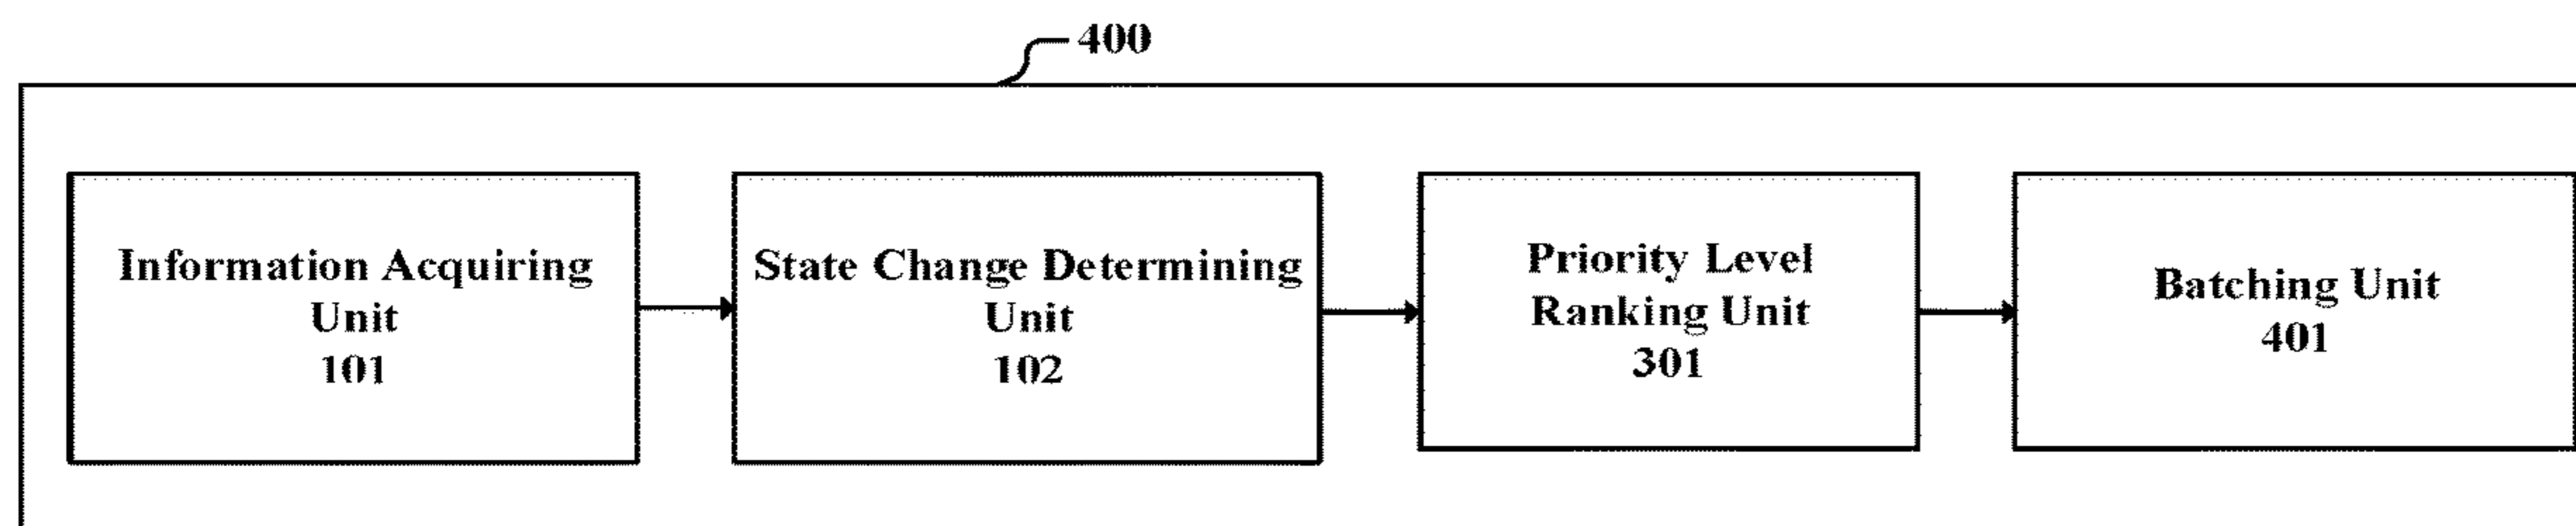 400
Information Acquiring
Unit
101
State Change Determining
Unit
102
Priority Level
Ranking Unit
301
Batching Unit
401